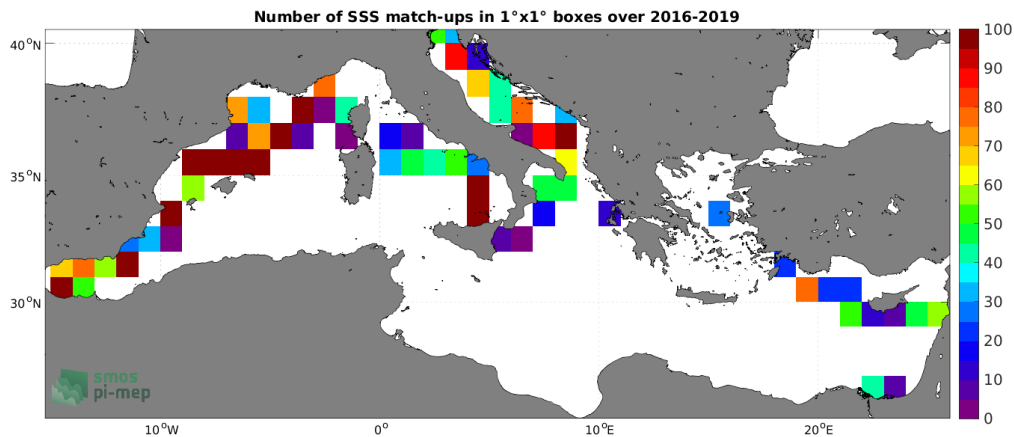 Number of SSS match-ups in 1°x1° boxes over 2016-2019
40°N
35°N
30°N
10°W
0°
10°E
20°E
100
90
80
70
60
50
40
30
20
10
0
smos
pi-mep